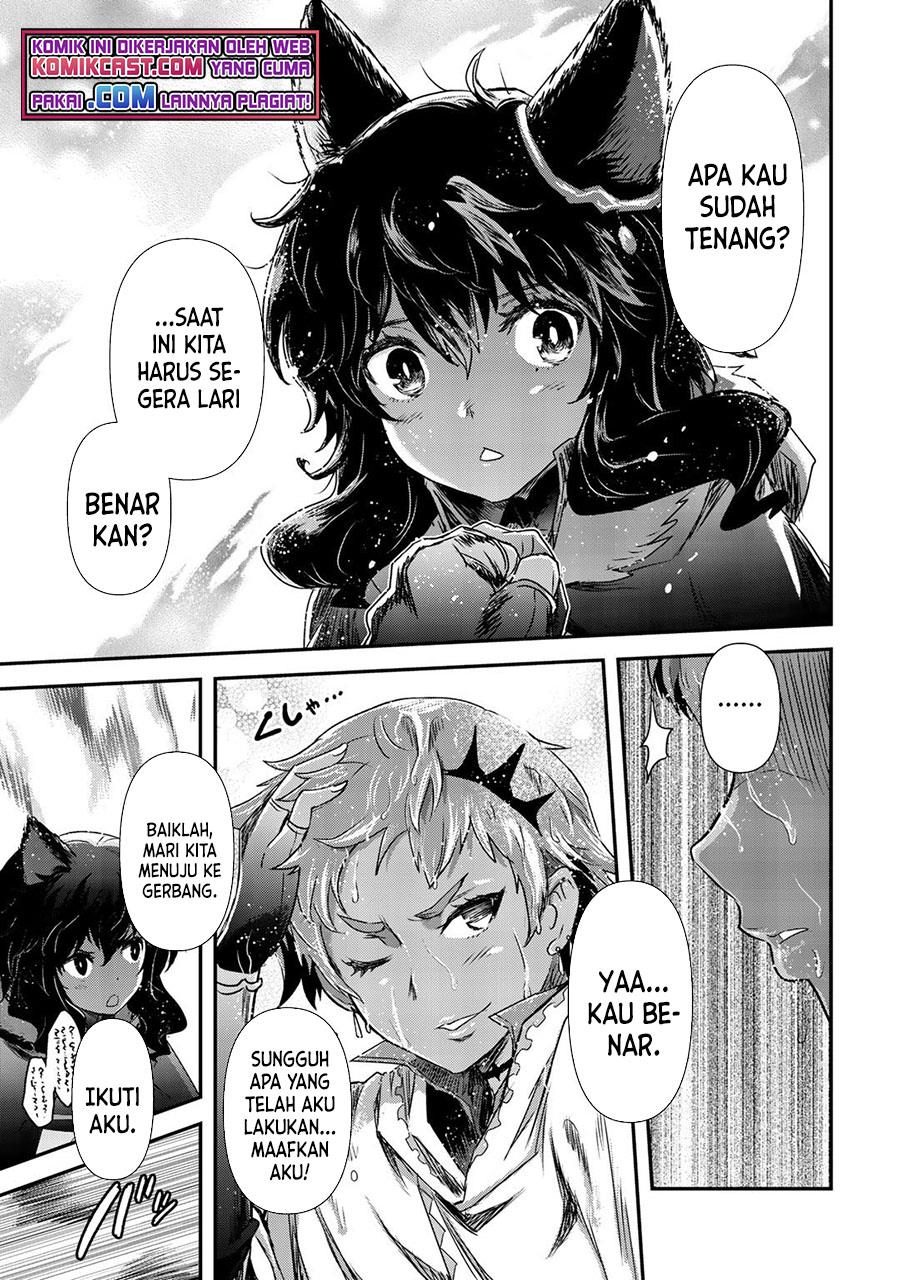 KOMIK INI DIKERJAKAN OLEH WEB
KOMIKCAST.COM YANG CUMA
PAKAI .COM LAINNYA PLAGIAT!
APA KAU
SUDAH
TENANG?
...SAAT
INI KITA
HARUS SE-
GERA LARI
BENAR
KAN?
.......
くしゃ...
YAA...
KAU BE-
NAR.
SUNGGUH
APA YANG
TELAH AKU
LAKUKAN...
MAAFKAN
AKU!
BAIKLAH,
MARI KITA
MENUJU KE
GERBANG.
IKUTI
AKU.